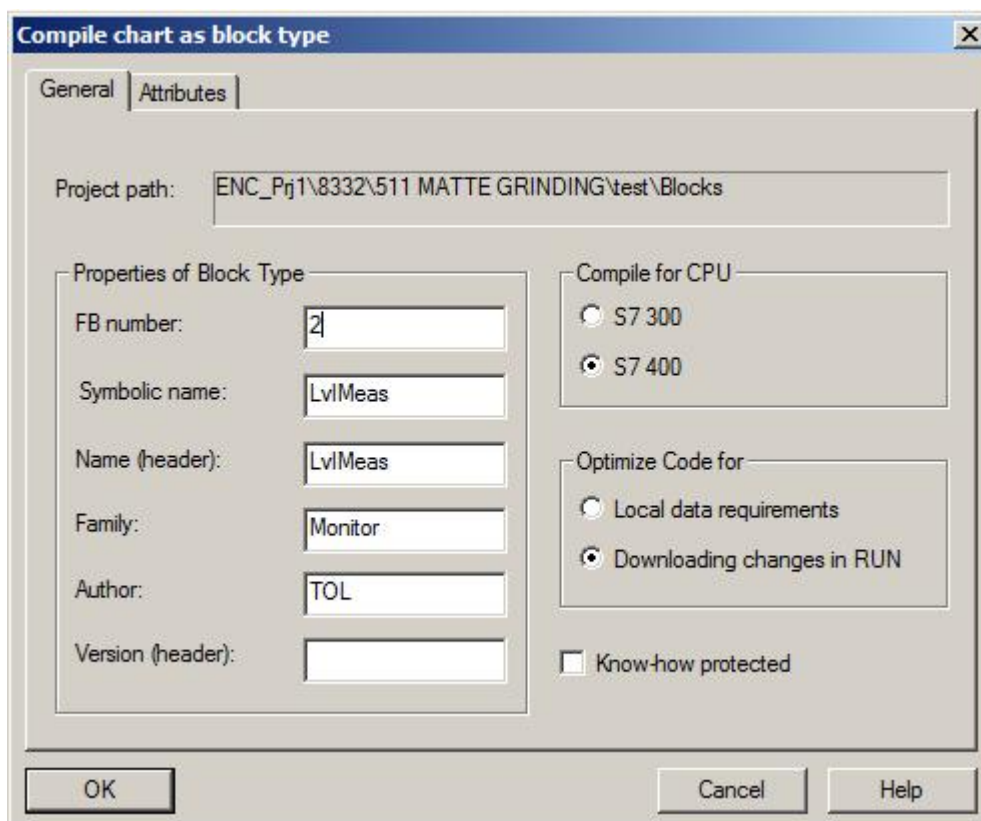 Compile chart as block type
General
Attributes
Project path:
ENC_Prj1\8332\511 MATTE GRINDING\test\Blocks
Properties of Block Type
FB number:
2
Symbolic name:
LvlMeas
Name (header):
LvlMeas
Family:
Monitor
Author:
TOL
Version (header):
Compile for CPU
S7 300
S7 400
Optimize Code for
Local data requirements
Downloading changes in RUN
Know-how protected
OK
Cancel
Help